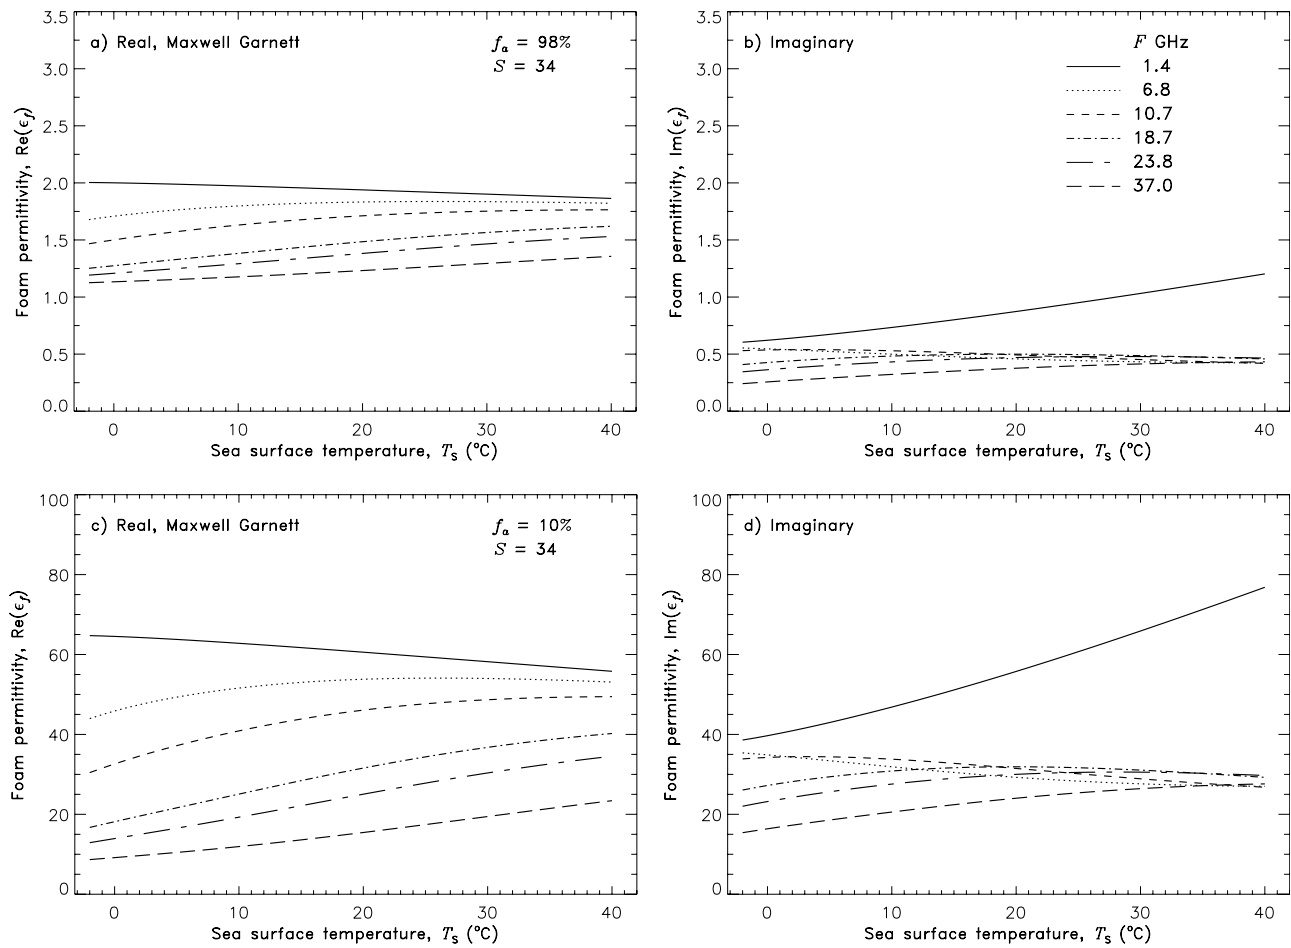 a) Real, Maxwell Garnett
f_a = 98%
S = 34
3.5
3.0
2.5
2.0
1.5
1.0
0.5
0.0
Foam permittivity, Re(ϵ_f)
0 10 20 30 40
Sea surface temperature, T_S (°C)
b) Imaginary
F GHz
1.4
6.8
10.7
18.7
23.8
37.0
3.5
3.0
2.5
2.0
1.5
1.0
0.5
0.0
Foam permittivity, Im(ϵ_f)
0 10 20 30 40
Sea surface temperature, T_S (°C)
c) Real, Maxwell Garnett
f_a = 10%
S = 34
100
80
60
40
20
0
Foam permittivity, Re(ϵ_f)
0 10 20 30 40
Sea surface temperature, T_S (°C)
d) Imaginary
100
80
60
40
20
0
Foam permittivity, Im(ϵ_f)
0 10 20 30 40
Sea surface temperature, T_S (°C)